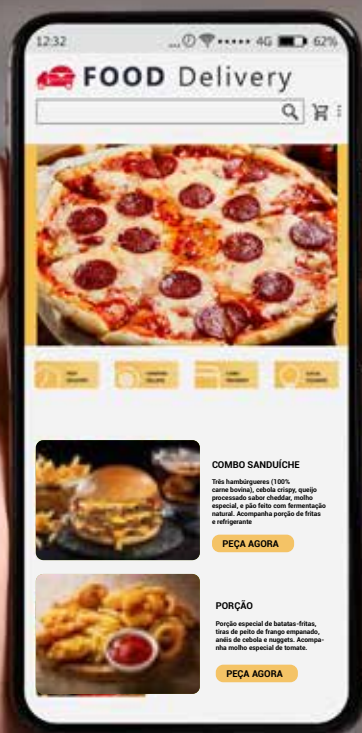 12:32
4G 62%
FOOD Delivery
COMBO SANDUÍCHE
Três hambúrgueres (100%
carne bovina), cebola crispy, queijo
processado sabor cheddar, molho
especial, e pão feito com fermentação
natural. Acompanha porção de fritas
e refrigerante
PEÇA AGORA
PORÇÃO
Porção especial de batatas-fritas,
tiras de peito de frango empanado,
anéis de cebola e nuggets. Acompa-
nha molho especial de tomate.
PEÇA AGORA